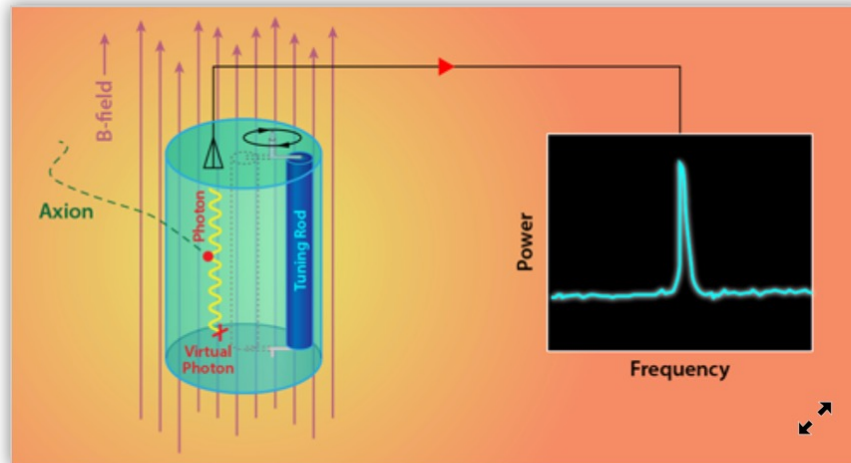 B-field
Axion
Photon
Tuning Rod
Virtual
Photon
Power
Frequency